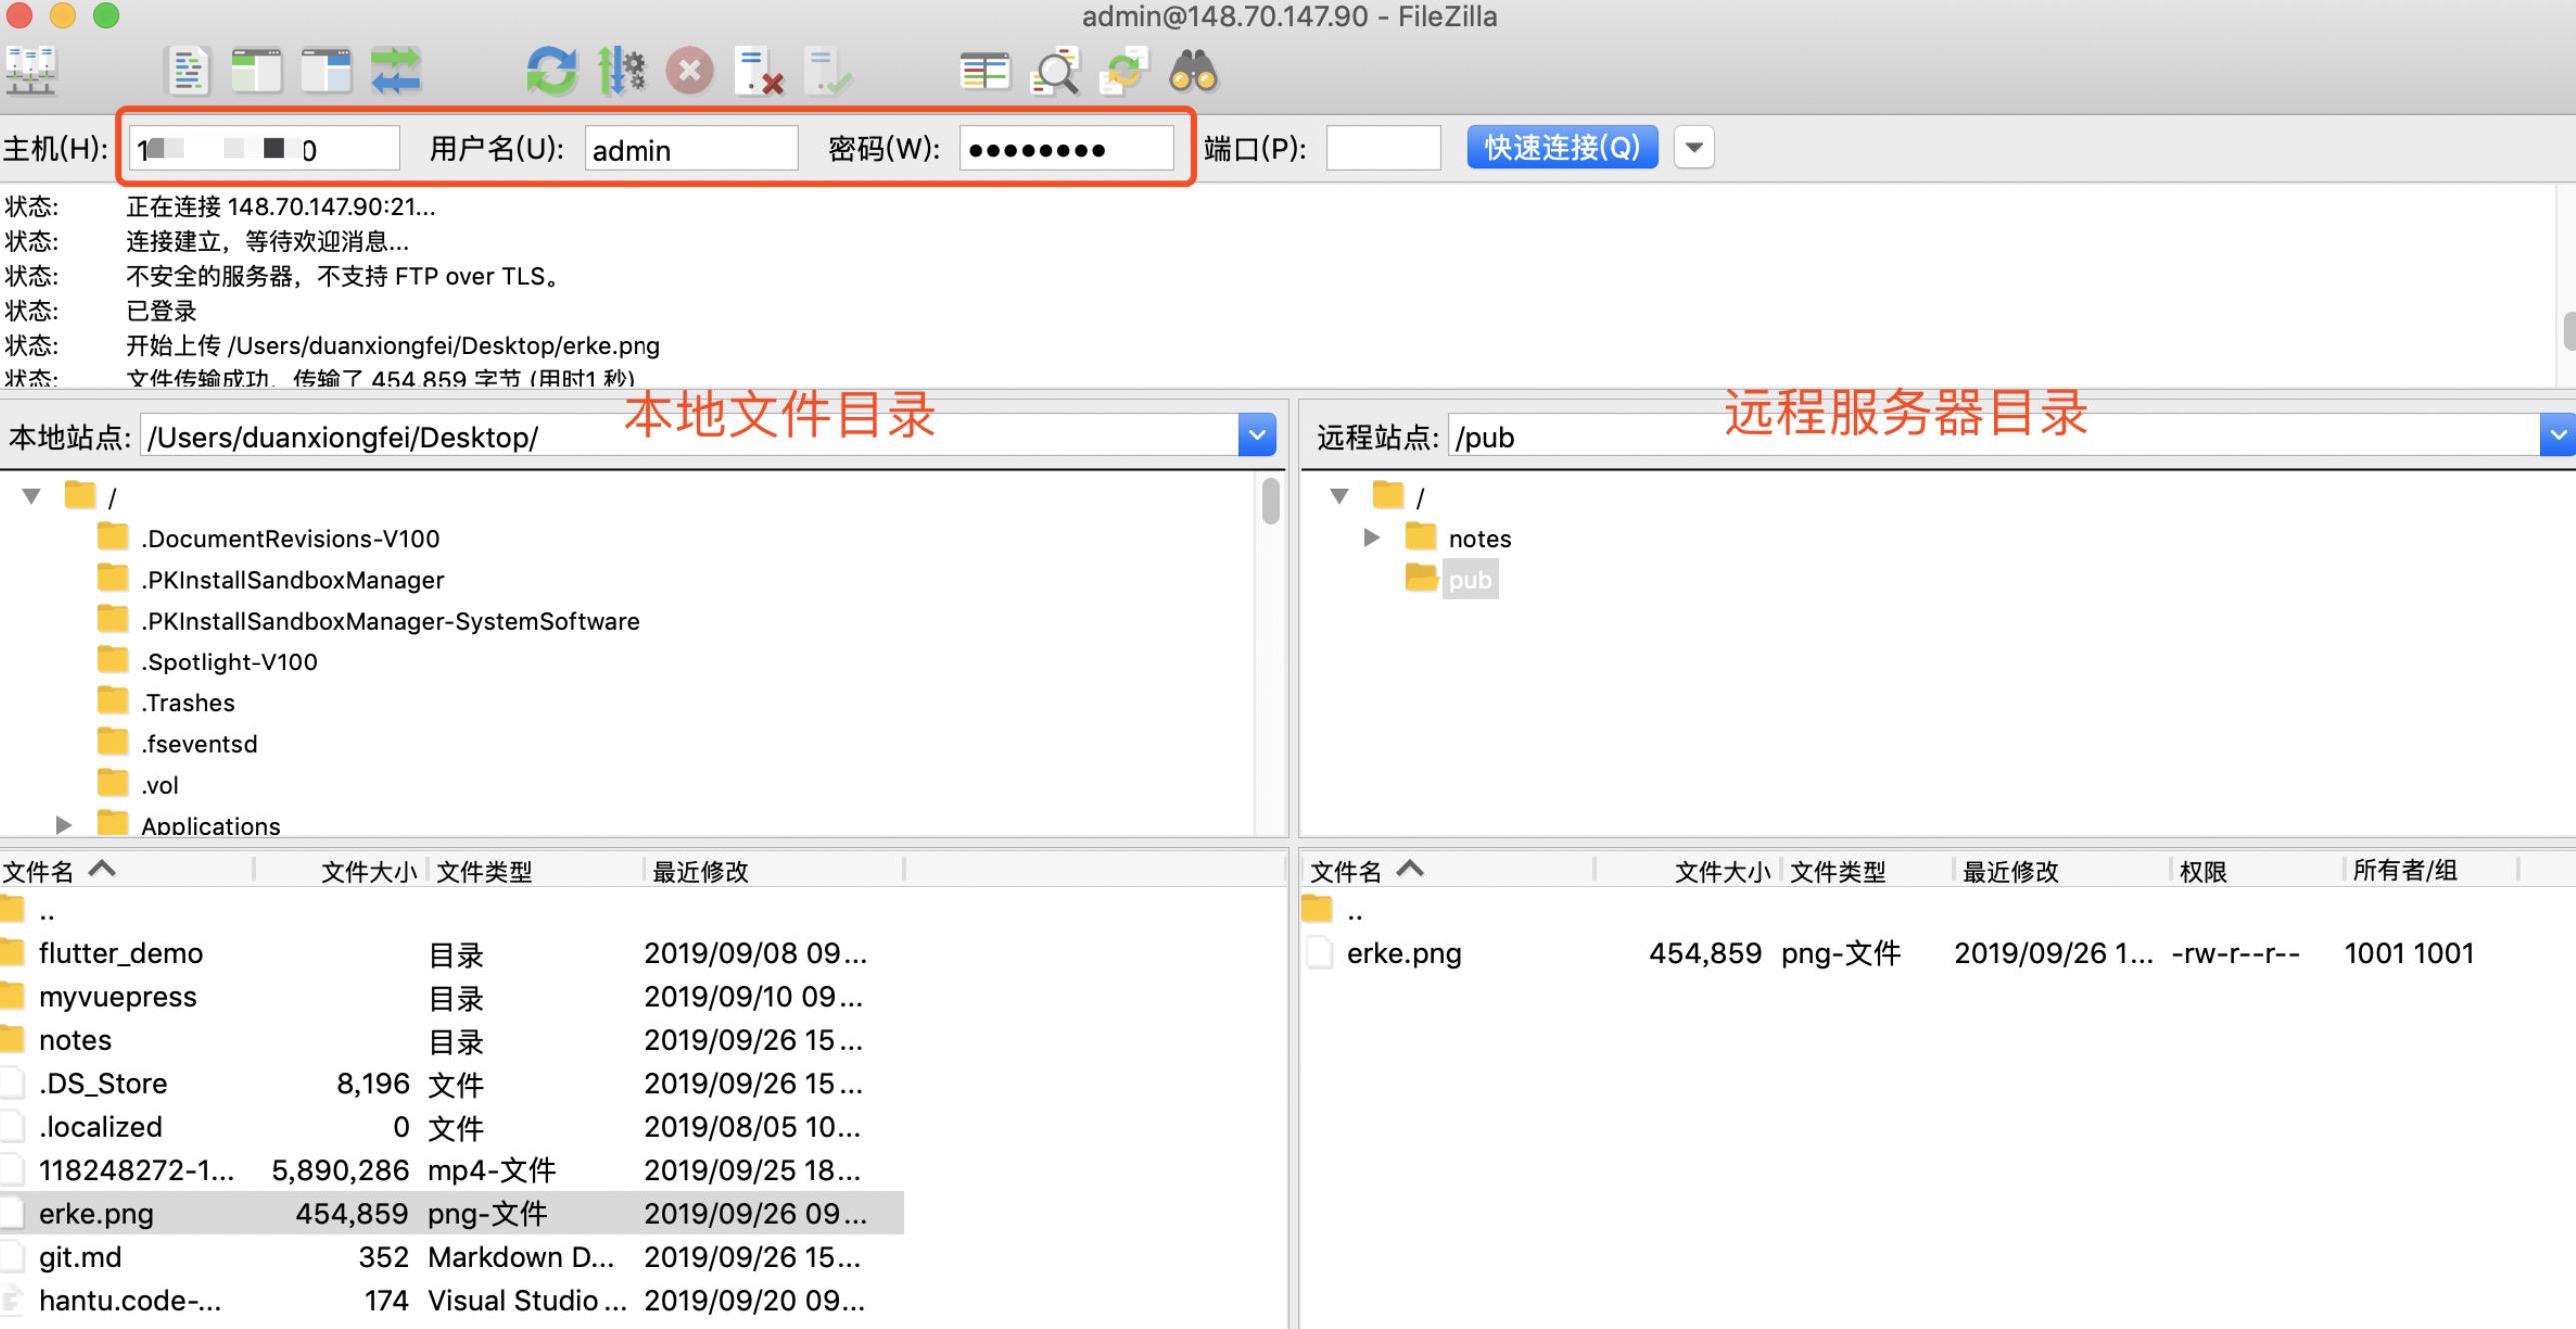 admin@148.70.147.90 - FileZilla
主机(H): 用户名(U): admin 密码(W): ●●●●●●●● 端口(P): 快速连接(Q)
状态: 正在连接 148.70.147.90:21...
状态: 连接建立，等待欢迎消息...
状态: 不安全的服务器，不支持 FTP over TLS。
状态: 已登录
状态: 开始上传 /Users/duanxiongfei/Desktop/erke.png
状态: 文件传输成功，传输了 454,859 字节 (用时1 秒)
本地文件目录
远程服务器目录
本地站点: /Users/duanxiongfei/Desktop/
远程站点: /pub
/
.DocumentRevisions-V100
.PKInstallSandboxManager
.PKInstallSandboxManager-SystemSoftware
.Spotlight-V100
.Trashes
.fseventsd
.vol
Applications
/
notes
pub
文件名 文件大小 文件类型 最近修改
..
flutter_demo 目录 2019/09/08 09...
myvuepress 目录 2019/09/10 09...
notes 目录 2019/09/26 15...
.DS_Store 8,196 文件 2019/09/26 15...
.localized 0 文件 2019/08/05 10...
118248272-1... 5,890,286 mp4-文件 2019/09/25 18...
erke.png 454,859 png-文件 2019/09/26 09...
git.md 352 Markdown D... 2019/09/26 15...
hantu.code-... 174 Visual Studio... 2019/09/20 09...
文件名 文件大小 文件类型 最近修改 权限 所有者/组
..
erke.png 454,859 png-文件 2019/09/26 1... -rw-r--r-- 1001 1001